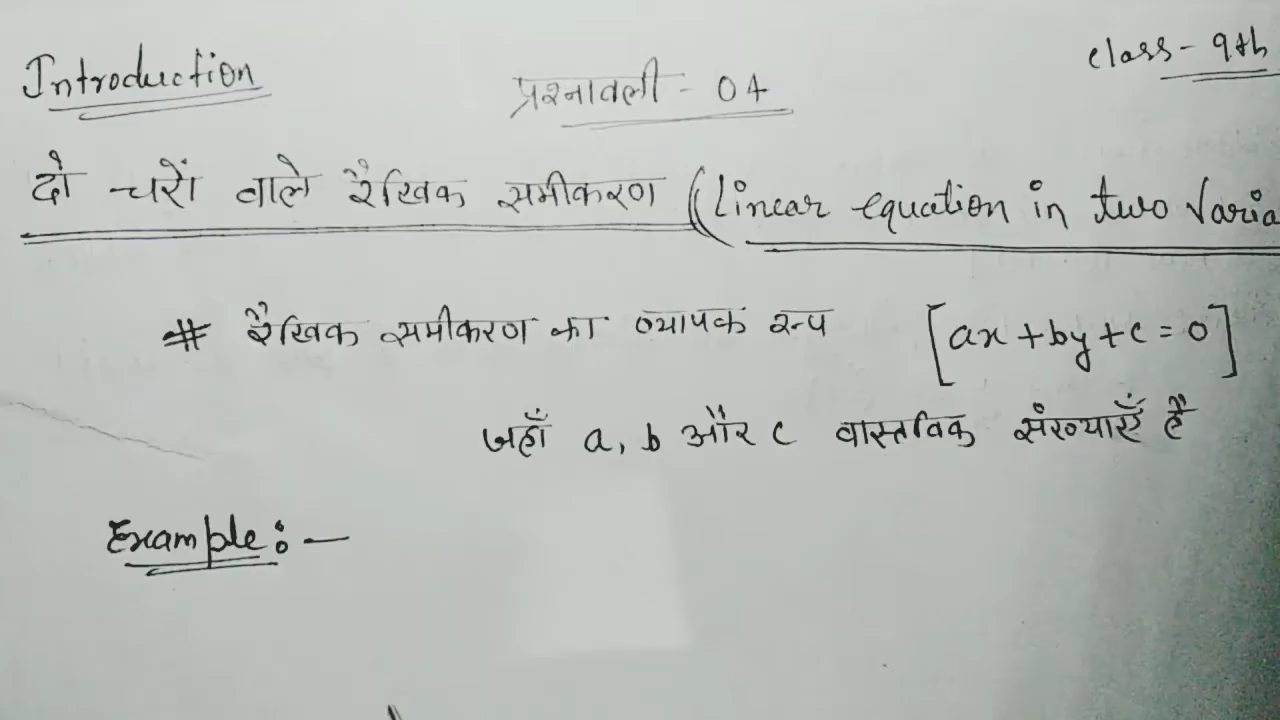 Introduction
प्रश्नावली - 04
class - 9th
दो चरों वाले रैखिक समीकरण (Linear equation in two Varia
# रैखिक समीकरण का व्यापक रूप [ax + by + c = 0]
जहाँ a, b और c वास्तविक संख्याएँ है
Example : -